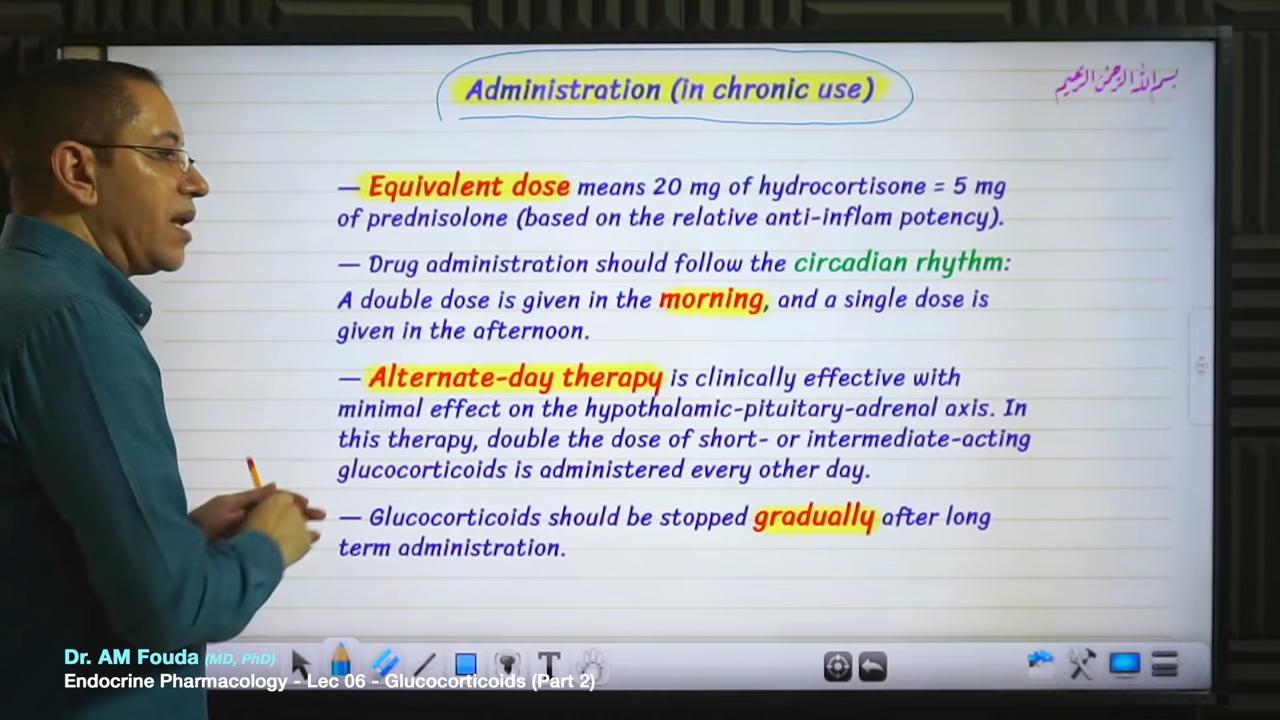 Administration (in chronic use)
بسم الله الرحمن الرحيم
— Equivalent dose means 20 mg of hydrocortisone = 5 mg
of prednisolone (based on the relative anti-inflam potency).
— Drug administration should follow the circadian rhythm:
A double dose is given in the morning, and a single dose is
given in the afternoon.
— Alternate-day therapy is clinically effective with
minimal effect on the hypothalamic-pituitary-adrenal axis. In
this therapy, double the dose of short- or intermediate-acting
glucocorticoids is administered every other day.
— Glucocorticoids should be stopped gradually after long
term administration.
T
Dr. AM Fouda (MD, PhD)
Endocrine Pharmacology - Lec 06 - Glucocorticoids (Part 2)